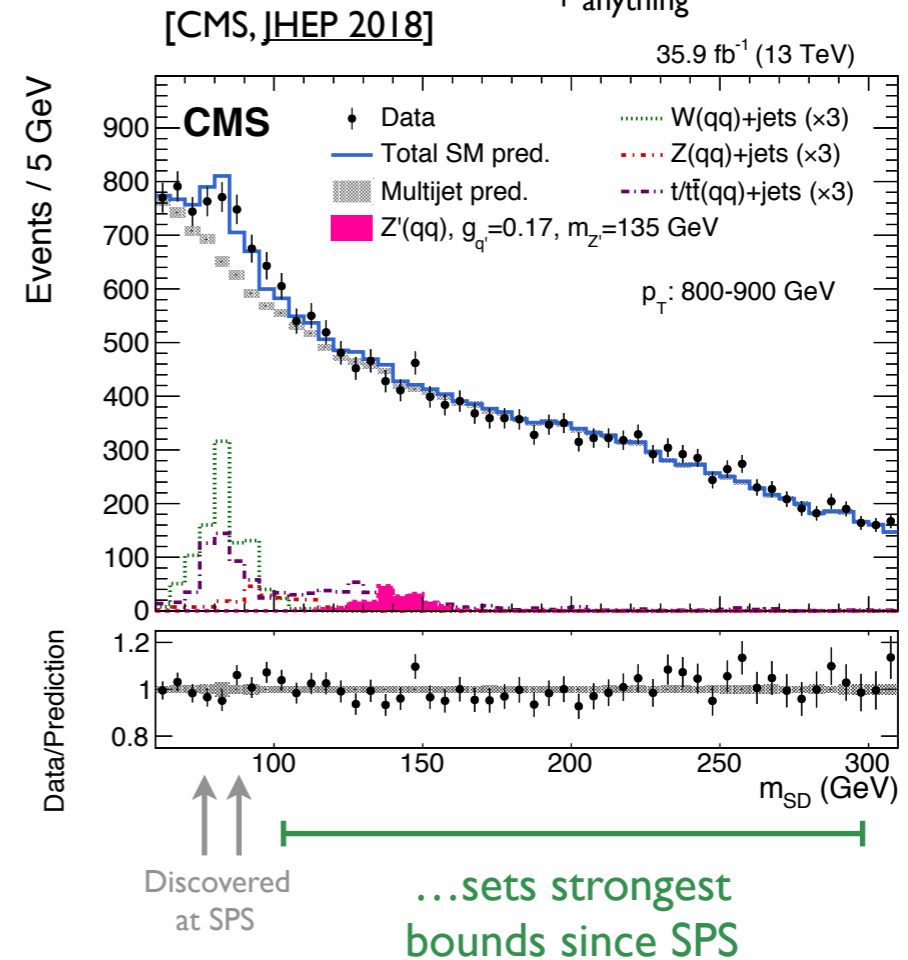 + anything
[CMS, JHEP 2018]
35.9 fb⁻¹ (13 TeV)
Events / 5 GeV
CMS
Data
Total SM pred.
Multijet pred.
Z'(qq), g_q'=0.17, m_Z'=135 GeV
W(qq)+jets (×3)
Z(qq)+jets (×3)
t/tt̄(qq)+jets (×3)
p_T: 800-900 GeV
900
800
700
600
500
400
300
200
100
0
Data/Prediction
1.2
1
0.8
100 150 200 250 300
m_SD (GeV)
Discovered
at SPS
…sets strongest
bounds since SPS